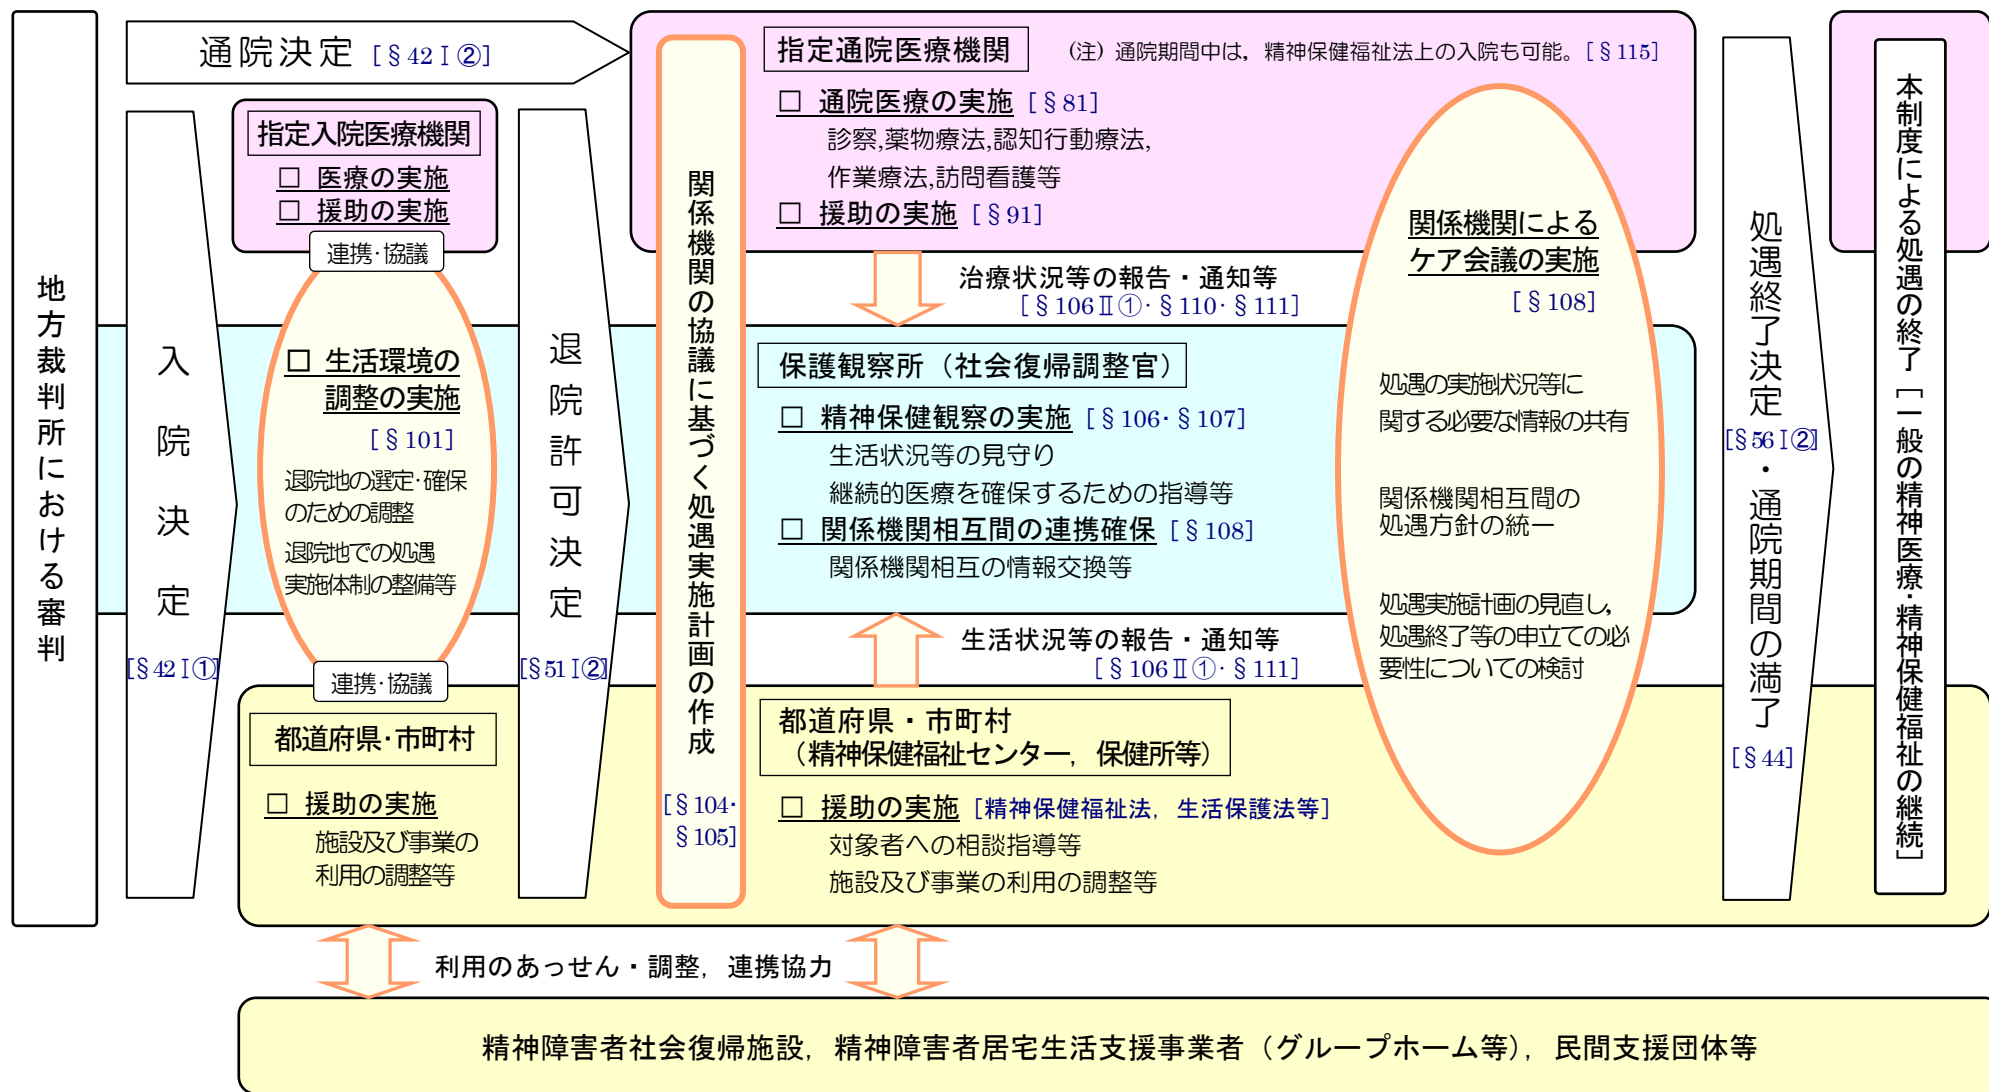 地方裁判所における審判
通院決定 [§42Ⅰ②]
入院決定
[§42Ⅰ①]
指定入院医療機関
□ 医療の実施
□ 援助の実施
連携・協議
□ 生活環境の
調整の実施
[§101]
退院地の選定・確保
のための調整
退院地での処遇
実施体制の整備等
連携・協議
都道府県・市町村
□ 援助の実施
施設及び事業の
利用の調整等
退院許可決定
[§51Ⅰ②]
関係機関の協議に基づく処遇実施計画の作成
[§104・
§105]
指定通院医療機関
(注) 通院期間中は，精神保健福祉法上の入院も可能。[§115]
□ 通院医療の実施 [§81]
診察,薬物療法,認知行動療法,
作業療法,訪問看護等
□ 援助の実施 [§91]
治療状況等の報告・通知等
[§106Ⅱ①・§110・§111]
保護観察所（社会復帰調整官）
□ 精神保健観察の実施 [§106・§107]
生活状況等の見守り
継続的医療を確保するための指導等
□ 関係機関相互間の連携確保 [§108]
関係機関相互の情報交換等
生活状況等の報告・通知等
[§106Ⅱ①・§111]
都道府県・市町村
（精神保健福祉センター，保健所等）
□ 援助の実施 [精神保健福祉法，生活保護法等]
対象者への相談指導等
施設及び事業の利用の調整等
関係機関による
ケア会議の実施
[§108]
処遇の実施状況等に
関する必要な情報の共有
関係機関相互間の
処遇方針の統一
処遇実施計画の見直し,
処遇終了等の申立ての必
要性についての検討
処遇終了決定
[§56Ⅰ②]
・通院期間の満了
[§44]
本制度による処遇の終了［一般の精神医療・精神保健福祉の継続］
利用のあっせん・調整，連携協力
精神障害者社会復帰施設，精神障害者居宅生活支援事業者（グループホーム等），民間支援団体等